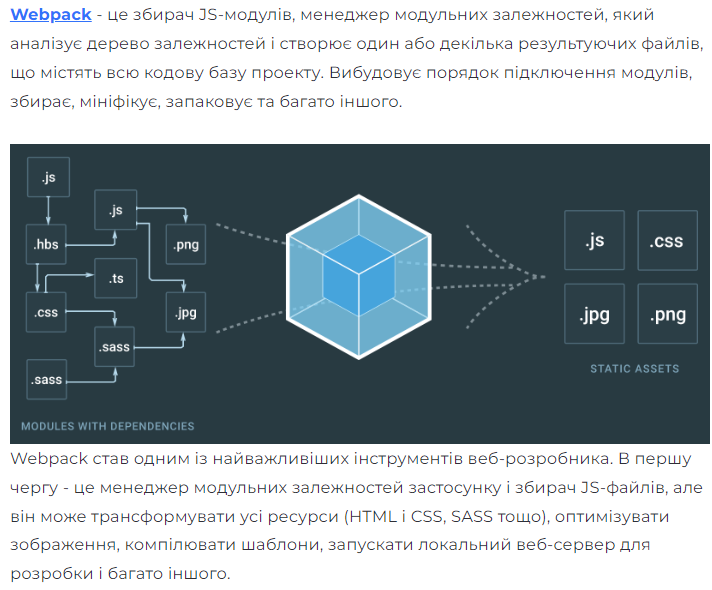 Webpack - це збирач JS-модулів, менеджер модульних залежностей, який
аналізує дерево залежностей і створює один або декілька результуючих файлів,
що містять всю кодову базу проекту. Вибудовує порядок підключення модулів,
збирає, мініфікує, запаковує та багато іншого.
.js
.js
.hbs
.png
.ts
.css
.jpg
.sass
.sass
MODULES WITH DEPENDENCIES
.js .css
.jpg .png
STATIC ASSETS
Webpack став одним із найважливіших інструментів веб-розробника. В першу
чергу - це менеджер модульних залежностей застосунку і збирач JS-файлів, але
він може трансформувати усі ресурси (HTML і CSS, SASS тощо), оптимізувати
зображення, компілювати шаблони, запускати локальний веб-сервер для
розробки і багато іншого.